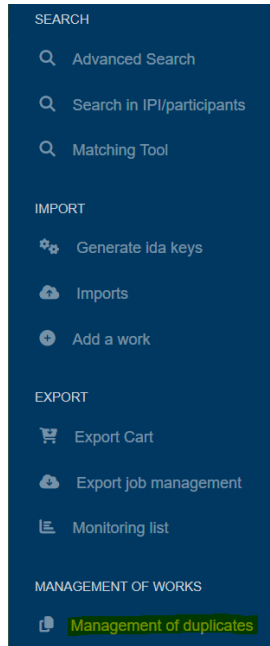 SEARCH
Advanced Search
Search in IPI/participants
Matching Tool
IMPORT
Generate ida keys
Imports
Add a work
EXPORT
Export Cart
Export job management
Monitoring list
MANAGEMENT OF WORKS
Management of duplicates